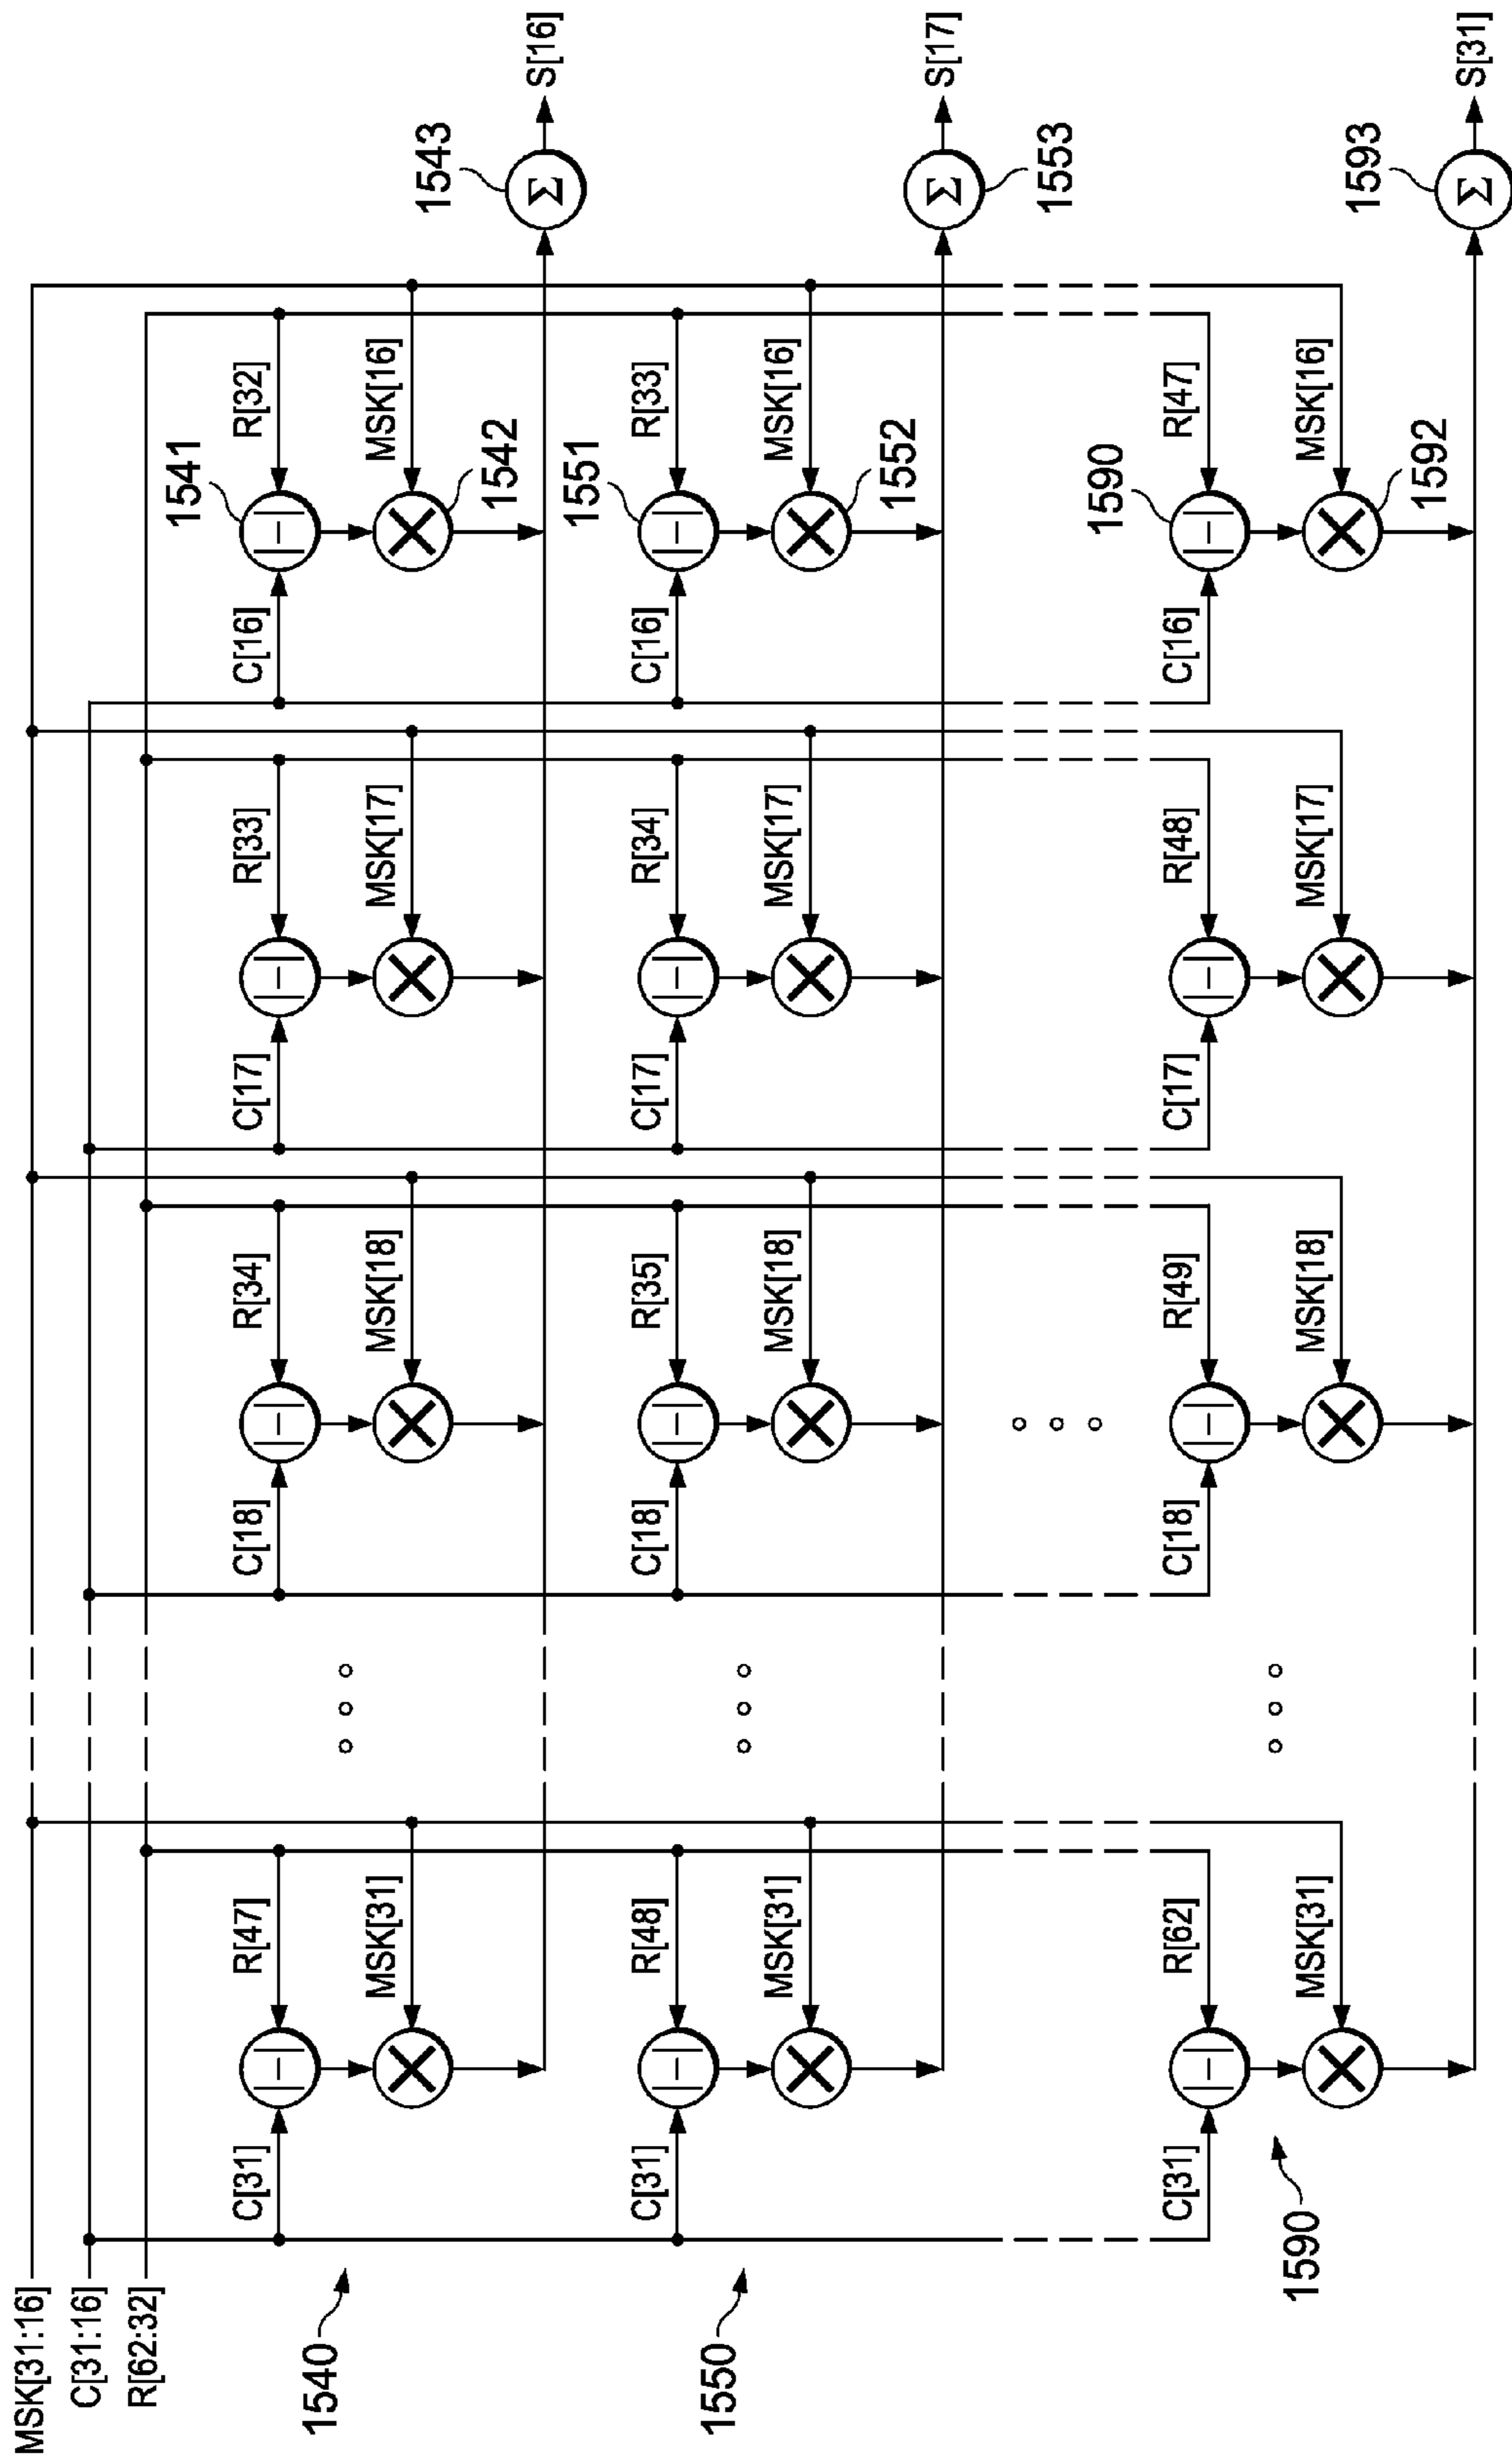 MSK[31:16]
C[31:16]
R[62:32]
1541
C[31] R[47] C[18] R[34] C[17] R[33] C[16] R[32]
1540
MSK[31] MSK[18] MSK[17] MSK[16]
1543
1542
Σ S[16]
1551
C[31] R[48] C[18] R[35] C[17] R[34] C[16] R[33]
1550
MSK[31] MSK[18] MSK[17] MSK[16]
1552
Σ S[17]
1553
1590
C[31] R[62] C[18] R[49] C[17] R[48] C[16] R[47]
1590
MSK[31] MSK[18] MSK[17] MSK[16]
1593
1592
Σ S[31]